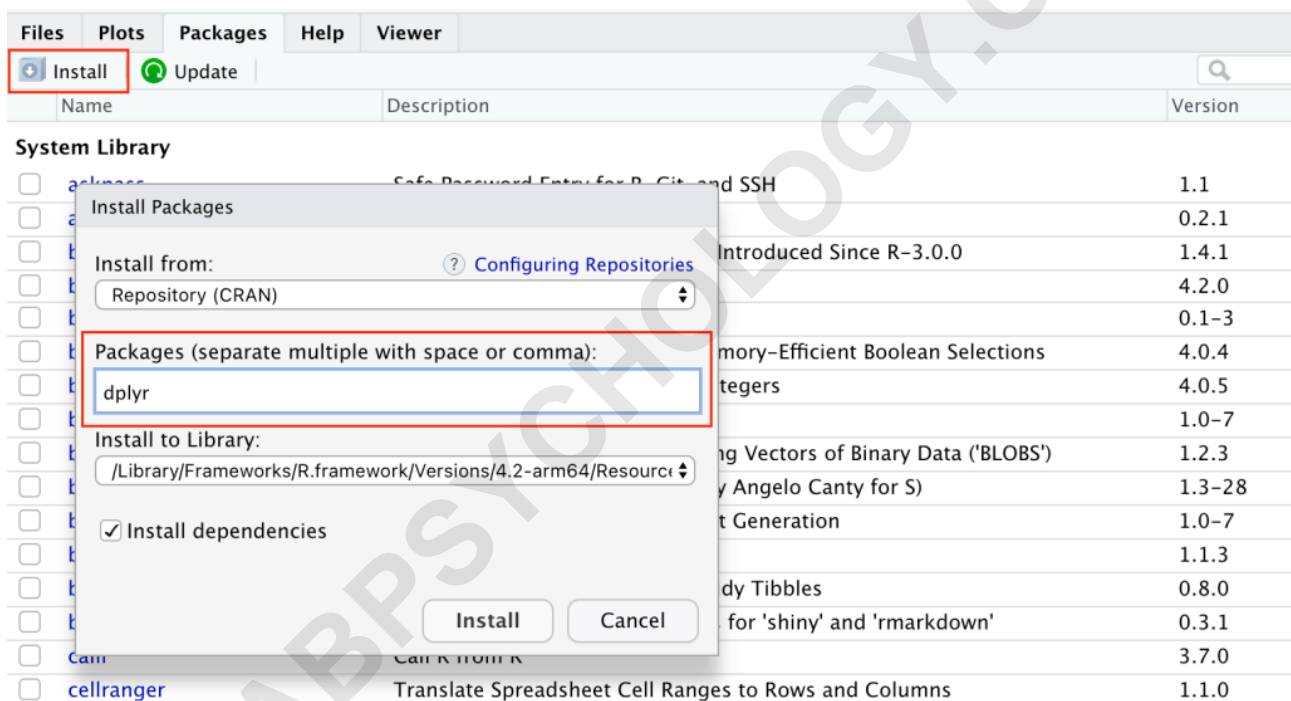 Files Plots Packages Help Viewer
Install Update
Name Description Version
System Library
askpass Safe Password Entry for R, Git, and SSH 1.1
0.2.1
Introduced Since R-3.0.0 1.4.1
4.2.0
0.1-3
mory-Efficient Boolean Selections 4.0.4
tegers 4.0.5
1.0-7
ng Vectors of Binary Data ('BLOBS') 1.2.3
y Angelo Canty for S) 1.3-28
t Generation 1.0-7
1.1.3
dy Tibbles 0.8.0
for 'shiny' and 'rmarkdown' 0.3.1
callr Call R from R 3.7.0
cellranger Translate Spreadsheet Cell Ranges to Rows and Columns 1.1.0
Install Packages
Install from: ? Configuring Repositories
Repository (CRAN)
Packages (separate multiple with space or comma):
dplyr
Install to Library:
/Library/Frameworks/R.framework/Versions/4.2-arm64/Resource
Install dependencies
Install Cancel
ABPSYCHOLOGY.C